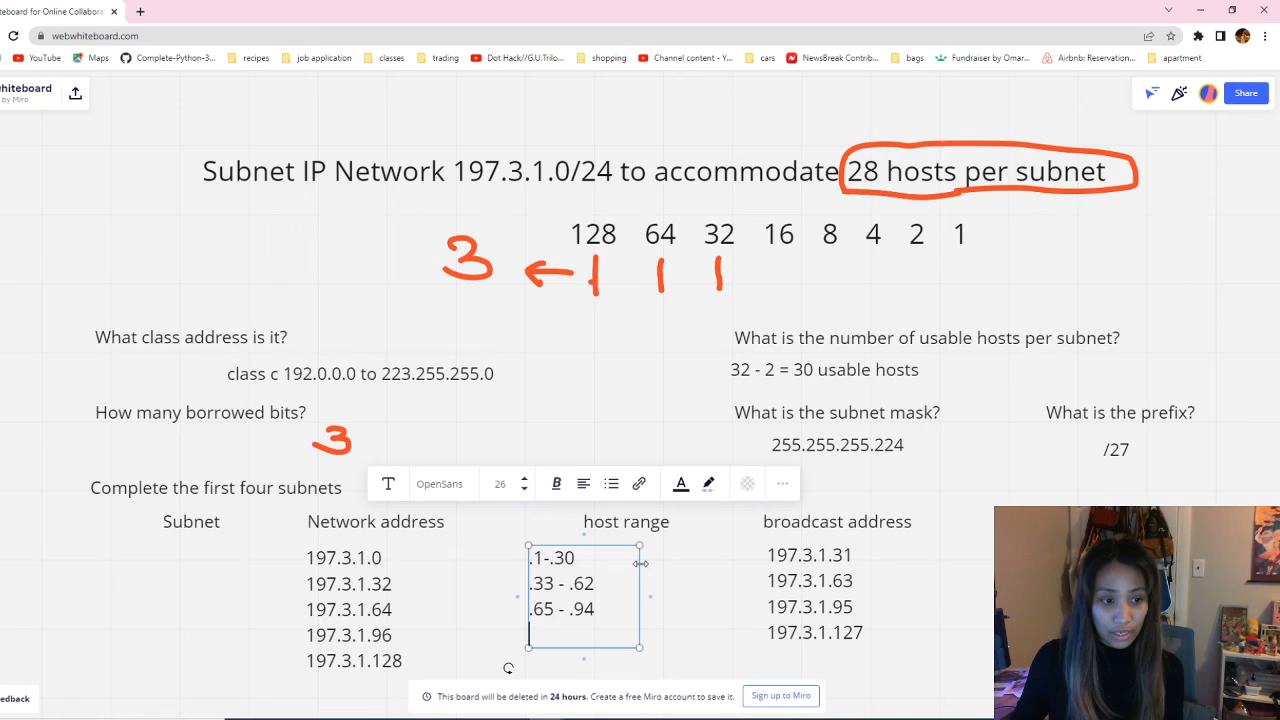 hiteboard for Online Collabora
webwhiteboard.com
YouTube
Maps
Complete-Python-3...
recipes
job application
classes
trading
Dot Hack//G.U.Trilo...
shopping
Channel content - Y...
cars
NewsBreak Contrib...
bags
Fundraiser by Omar...
Airbnb: Reservation...
apartment
whiteboard
by Miro
Share
Subnet IP Network 197.3.1.0/24 to accommodate 28 hosts per subnet
128 64 32 16 8 4 2 1
3 ← 1 1 1
What class address is it?
What is the number of usable hosts per subnet?
class c 192.0.0.0 to 223.255.255.0
32 - 2 = 30 usable hosts
How many borrowed bits?
What is the subnet mask?
What is the prefix?
3
255.255.255.224
/27
Complete the first four subnets
OpenSans
26
B
A
Subnet
Network address
host range
broadcast address
197.3.1.0
.1-.30
197.3.1.31
197.3.1.32
.33 - .62
197.3.1.63
197.3.1.64
.65 - .94
197.3.1.95
197.3.1.96
197.3.1.127
197.3.1.128
eedback
This board will be deleted in 24 hours. Create a free Miro account to save it.
Sign up to Miro